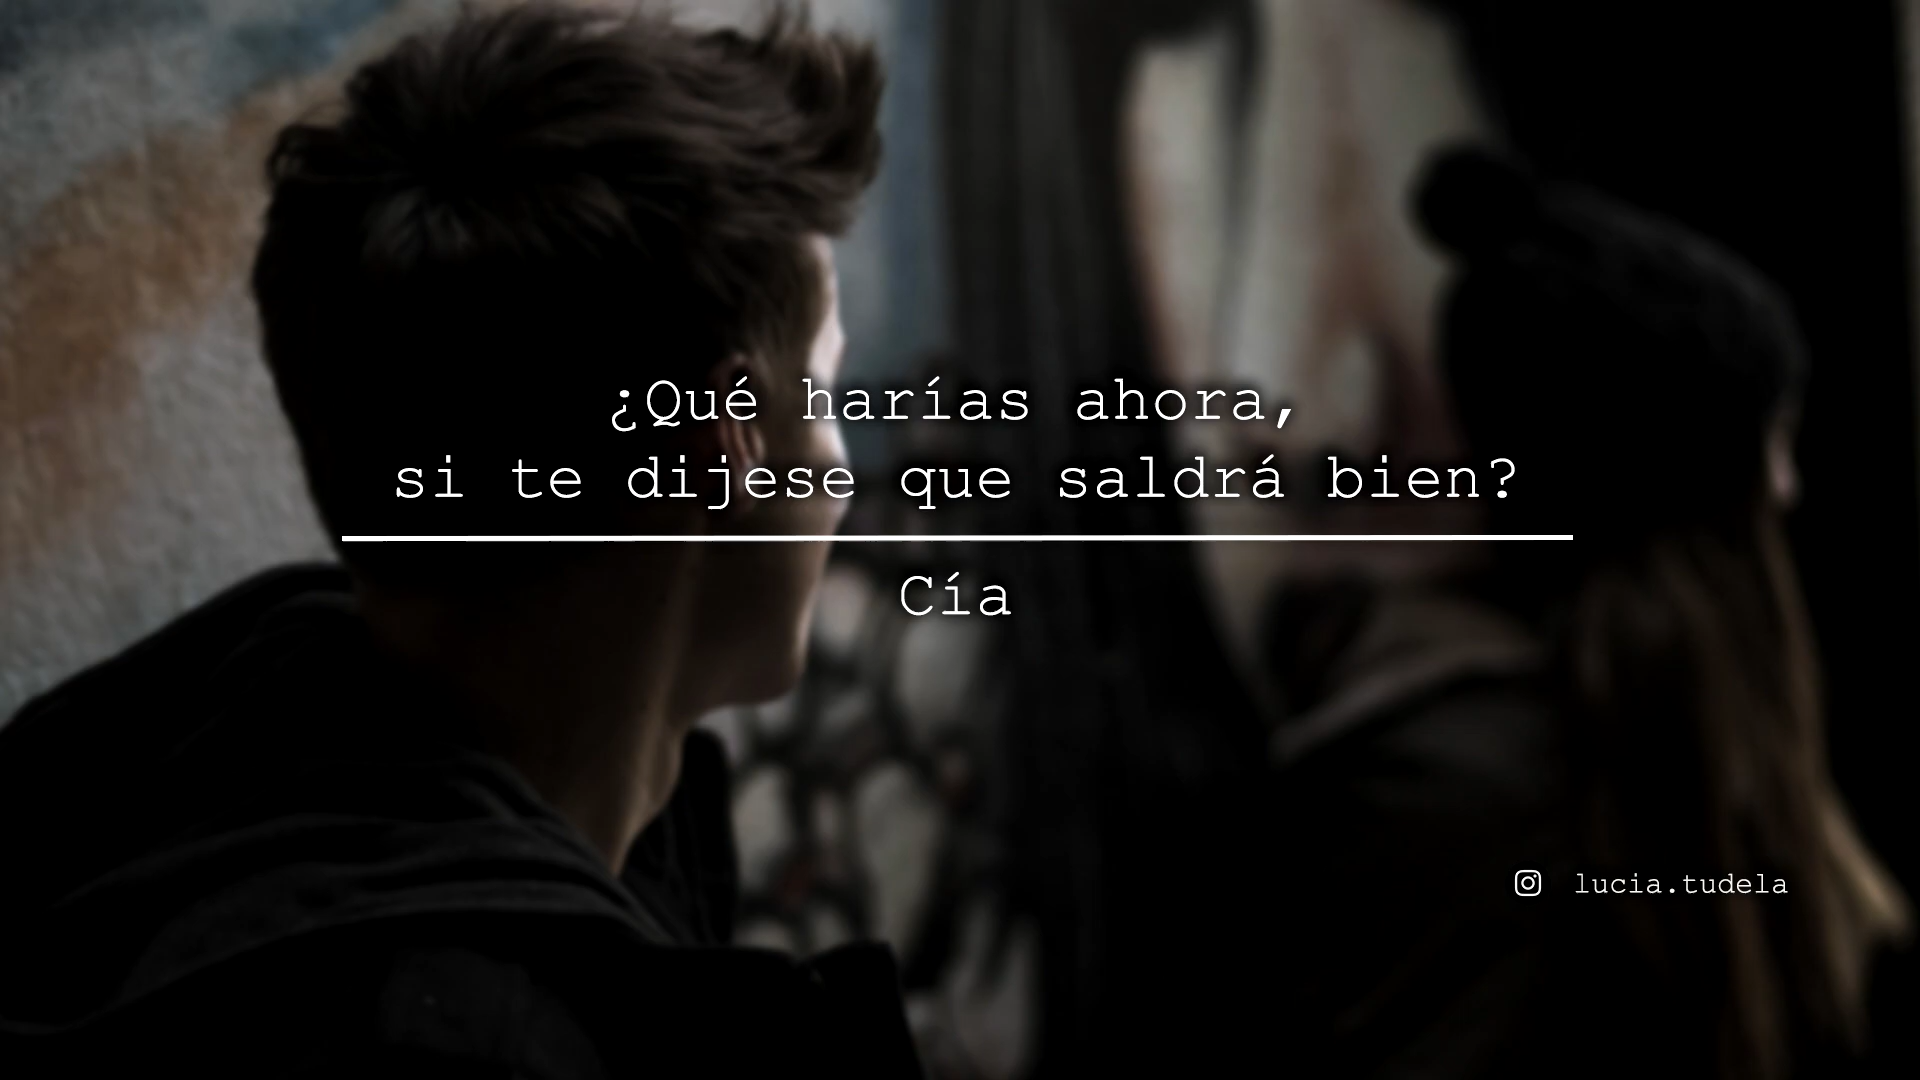 ¿Qué harías ahora,
si te dijese que saldrá bien?
Cía
lucia.tudela